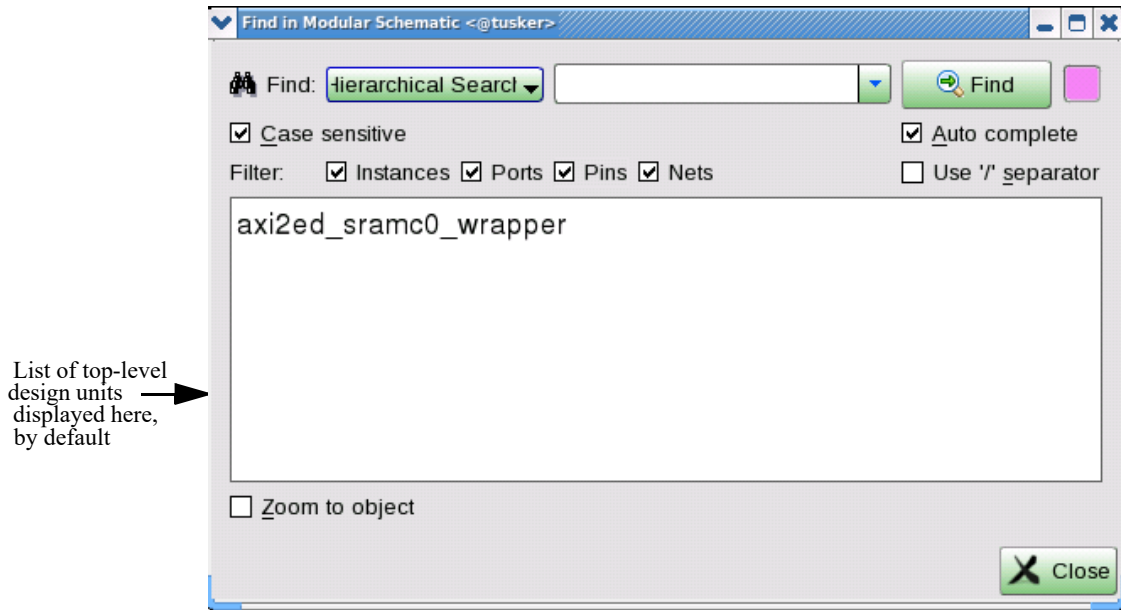 Find in Modular Schematic <@tusker>
Find: Hierarchical Search Find
Case sensitive Auto complete
Filter: Instances Ports Pins Nets Use '/' separator
axi2ed_sramc0_wrapper
List of top-level
design units
displayed here,
by default
Zoom to object
Close